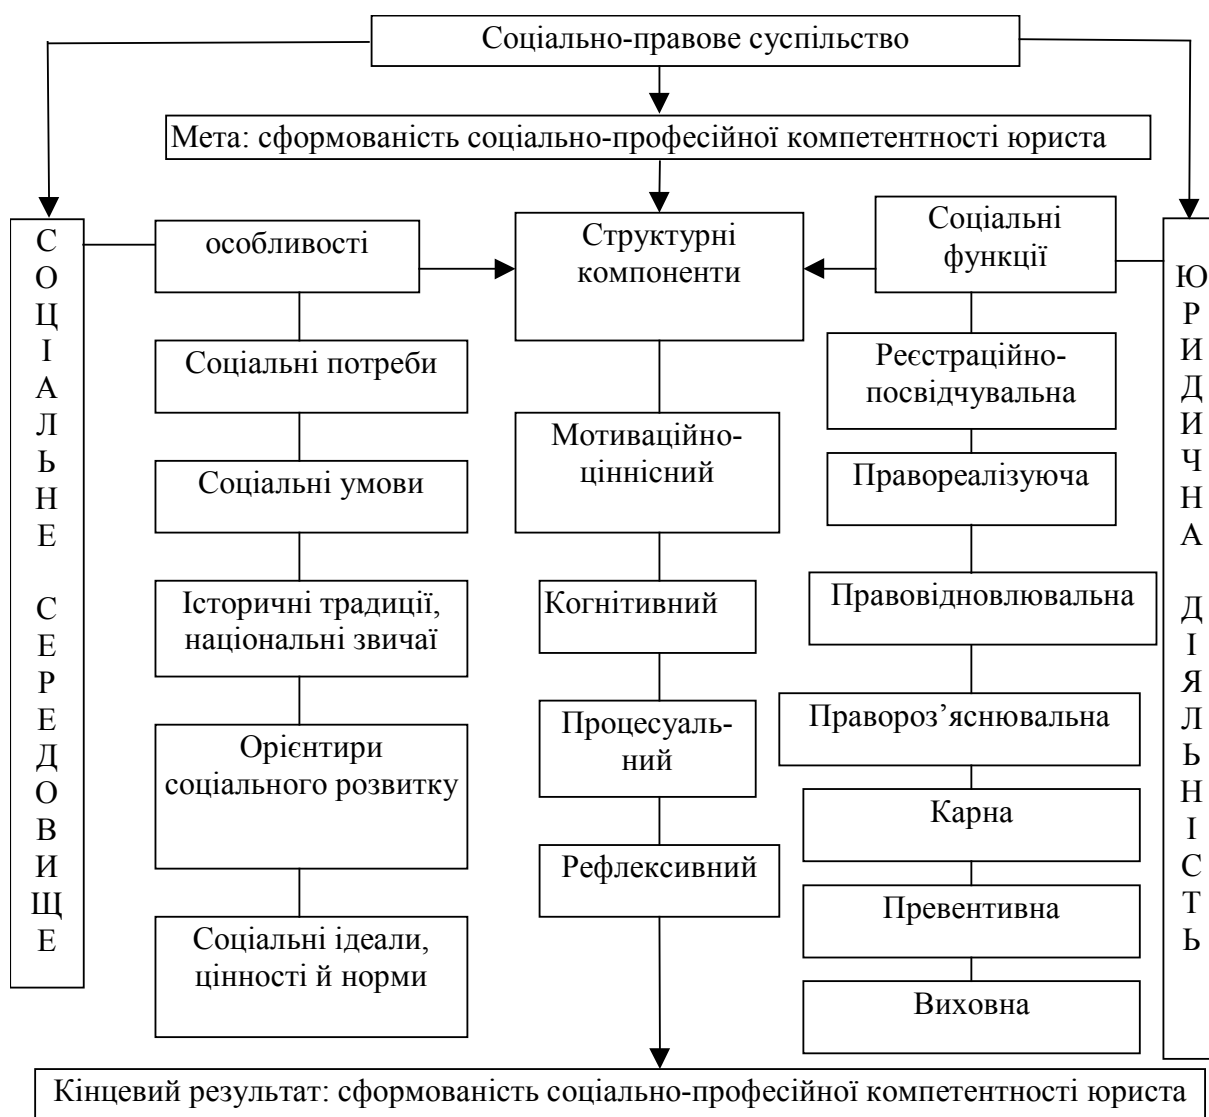 Соціально-правове суспільство
Мета: сформованість соціально-професійної компетентності юриста
СОЦІАЛЬНЕ СЕРЕДОВИЩЕ
особливості
Соціальні потреби
Соціальні умови
Історичні традиції,
національні звичаї
Орієнтири
соціального розвитку
Соціальні ідеали,
цінності й норми
Структурні
компоненти
Мотиваційно-
ціннісний
Когнітивний
Процесуаль-
ний
Рефлексивний
Соціальні
функції
Реєстраційно-
посвідчувальна
Правореалізуюча
Правовідновлювальна
Правороз’яснювальна
Карна
Превентивна
Виховна
ЮРИДИЧНА ДІЯЛЬНІСТЬ
Кінцевий результат: сформованість соціально-професійної компетентності юриста